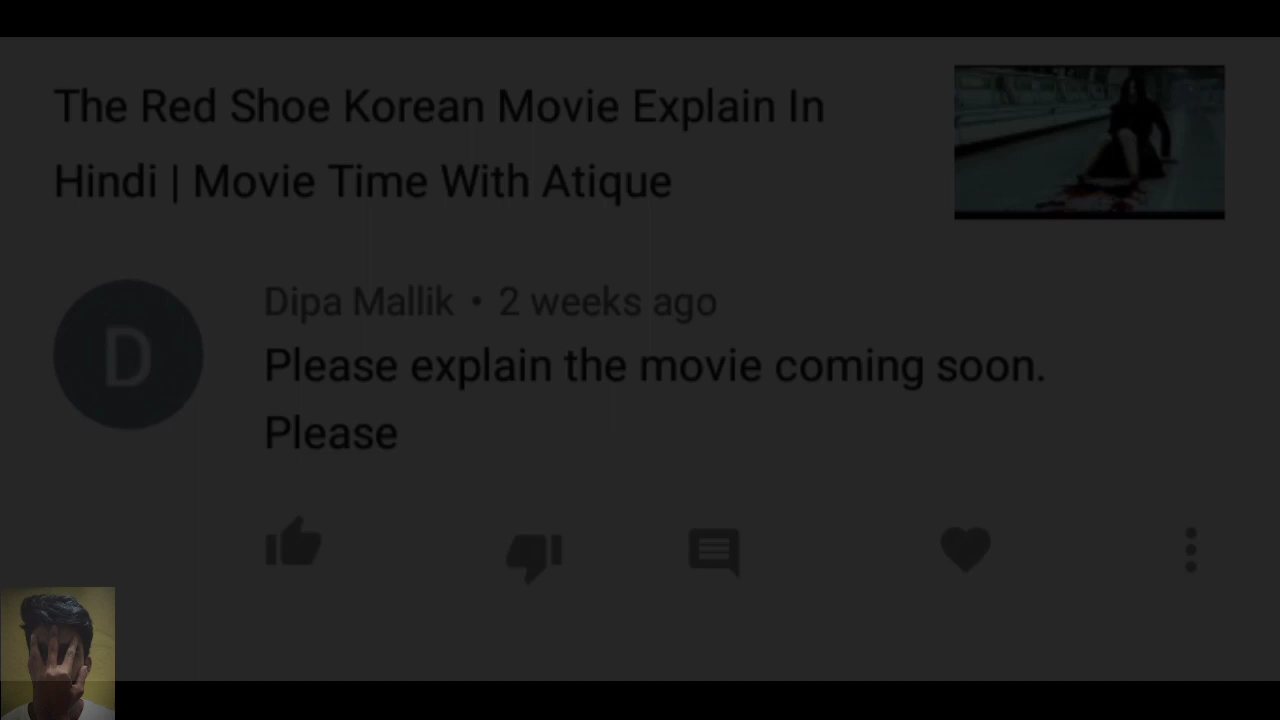 The Red Shoe Korean Movie Explain In
Hindi | Movie Time With Atique
D
Dipa Mallik • 2 weeks ago
Please explain the movie coming soon.
Please